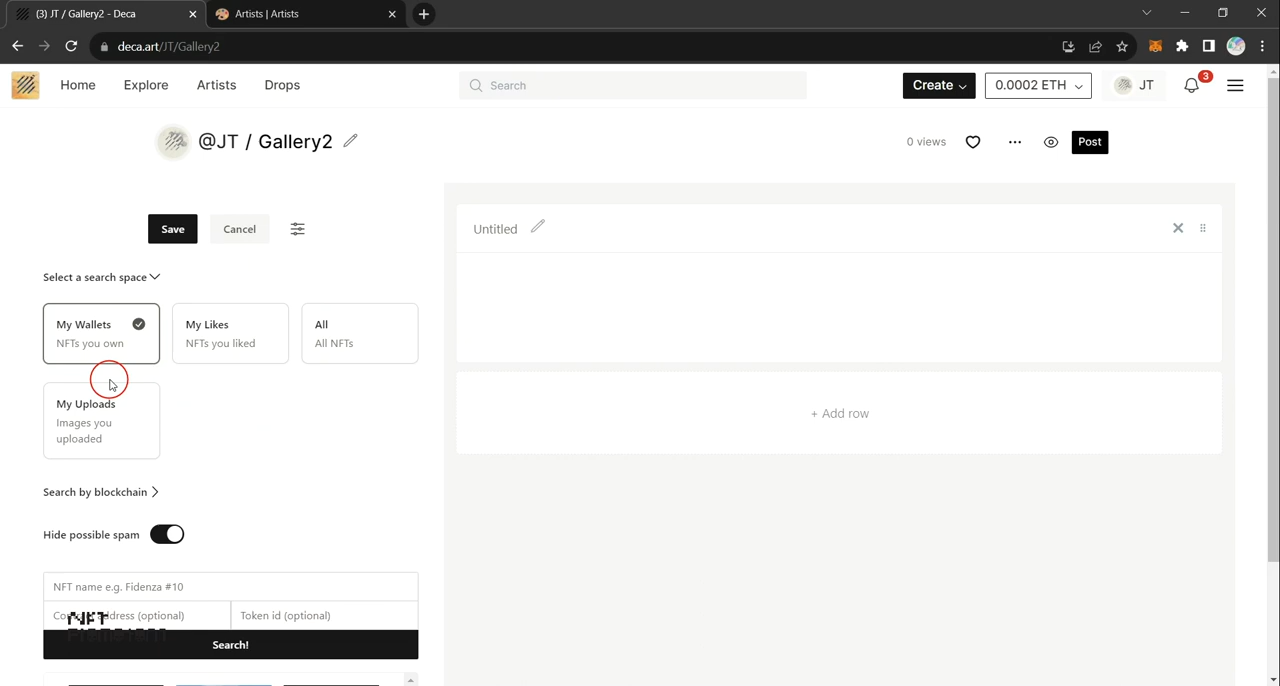 (3) JT / Gallery2 - Deca
Artists | Artists
deca.art/JT/Gallery2
Home Explore Artists Drops Search Create 0.0002 ETH JT 3
@JT / Gallery2 0 views Post
Save Cancel Untitled
Select a search space
My Wallets My Likes All
NFTs you own NFTs you liked All NFTs
My Uploads
Images you
uploaded
+ Add row
Search by blockchain
Hide possible spam
NFT name e.g. Fidenza #10
address (optional) Token id (optional)
NFT
Search!